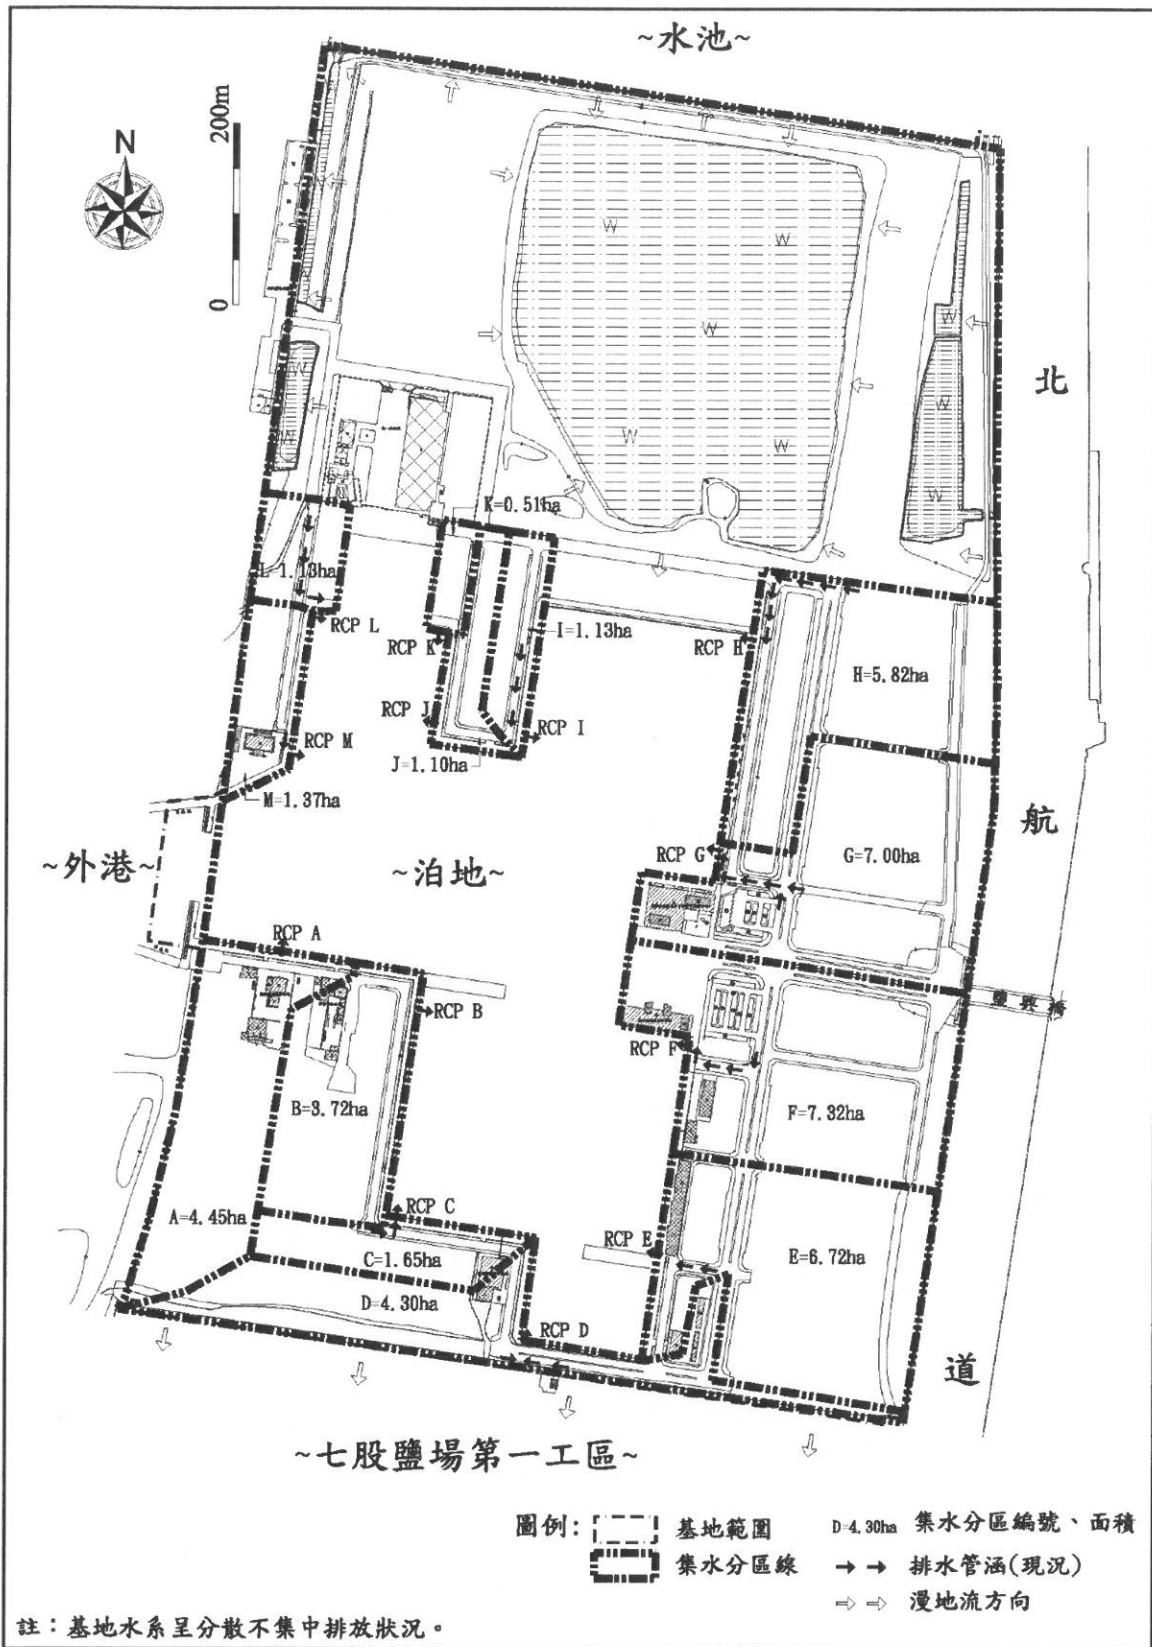 ~水池~
N
200m
0
W
W
W
W
W
W
W
W
W
W
北
K=0.51ha
L=1.13ha
RCP L
RCP K
I=1.13ha
RCP H
H=5.82ha
RCP J
RCP I
RCP M
J=1.10ha
M=1.37ha
航
~外港~
~泊地~
RCP G
G=7.00ha
RCP A
RCP B
鹽興橋
RCP F
B=3.72ha
F=7.32ha
RCP C
A=4.45ha
RCP E
C=1.65ha
E=6.72ha
D=4.30ha
RCP D
道
~七股鹽場第一工區~
圖例:
基地範圍
D=4.30ha 集水分區編號、面積
集水分區線
排水管涵(現況)
漫地流方向
註:基地水系呈分散不集中排放狀況。